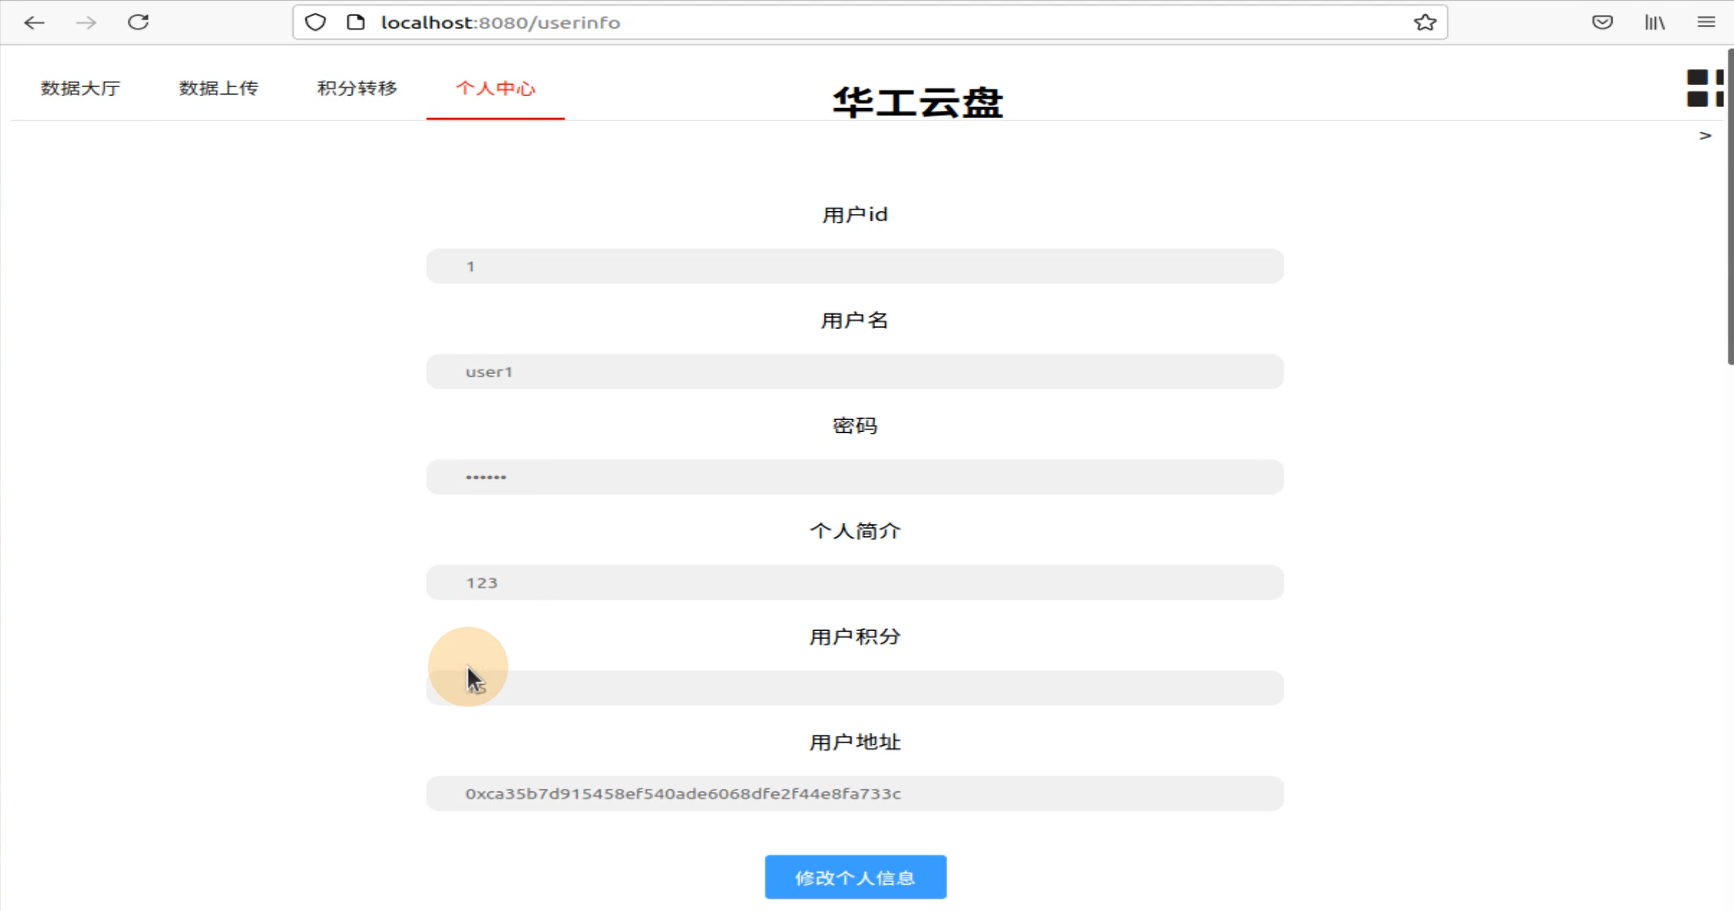 localhost:8080/userinfo
数据大厅 数据上传 积分转移 个人中心
华工云盘
>
用户id
1
用户名
user1
密码
••••••
个人简介
123
用户积分
用户地址
0xca35b7d915458ef540ade6068dfe2f44e8fa733c
修改个人信息